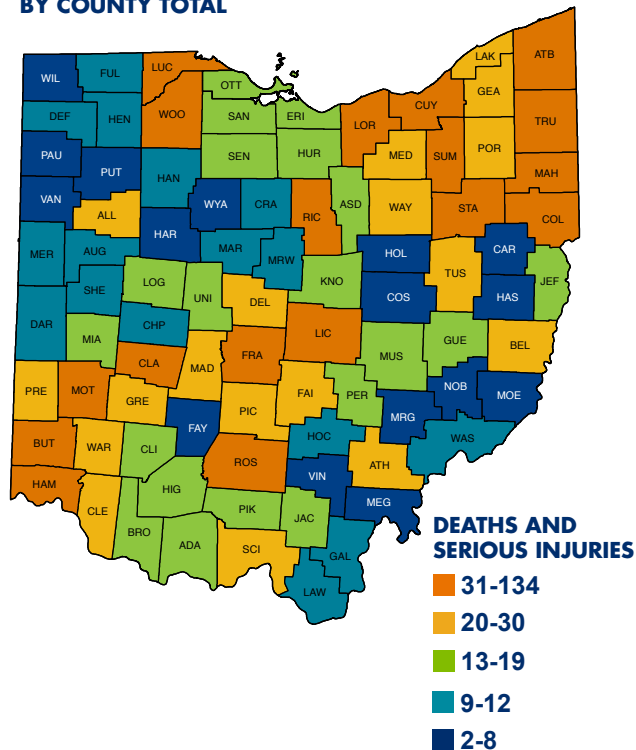 BY COUNTY TOTAL
WIL FUL LUC OTT LAK ATB
DEF HEN WOO SAN ERI LOR CUY GEA TRU
PAU PUT HAN SEN HUR MED SUM POR MAH
VAN ALL HAR WYA CRA RIC ASD WAY STA COL
MER AUG MAR MRW HOL TUS CAR JEF
DAR SHE LOG UNI DEL KNO COS HAS
MIA CHP MAD FRA LIC MUS GUE BEL
PRE MOT CLA GRE PIC FAI PER MRG NOB MOE
BUT WAR CLI FAY ROS HOC ATH WAS
HAM CLE BRO HIG ADA PIK JAC VIN MEG
SCI GAL
LAW
DEATHS AND
SERIOUS INJURIES
31-134
20-30
13-19
9-12
2-8